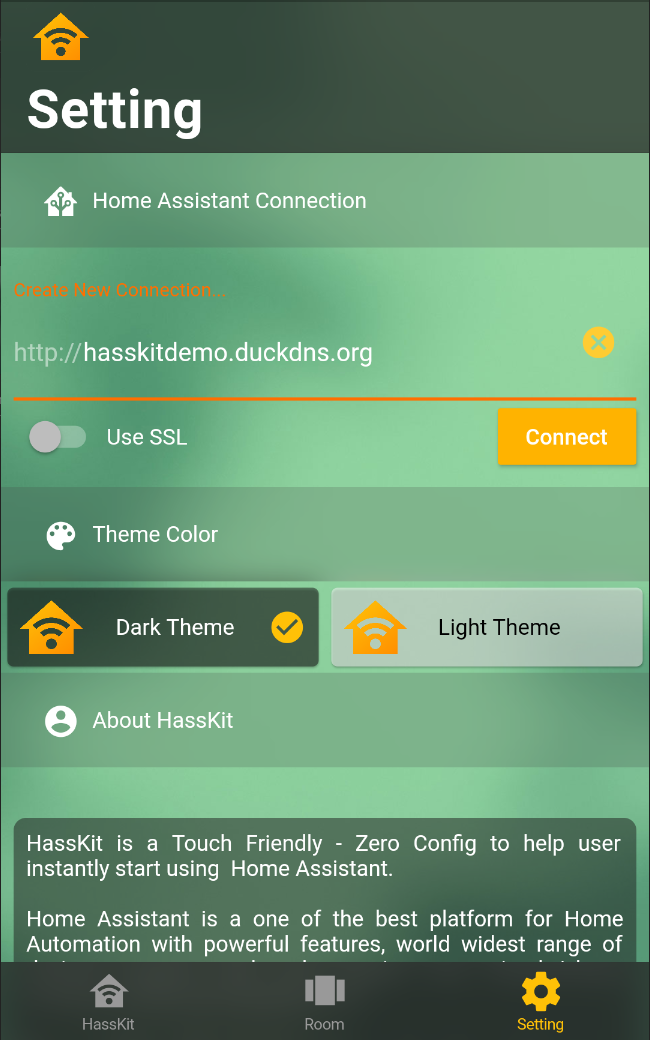 Setting
Home Assistant Connection
Create New Connection...
http://hasskitdemo.duckdns.org
Use SSL
Connect
Theme Color
Dark Theme
Light Theme
About HassKit
HassKit is a Touch Friendly - Zero Config to help user
instantly start using Home Assistant.
Home Assistant is a one of the best platform for Home
Automation with powerful features, world widest range of
HassKit
Room
Setting